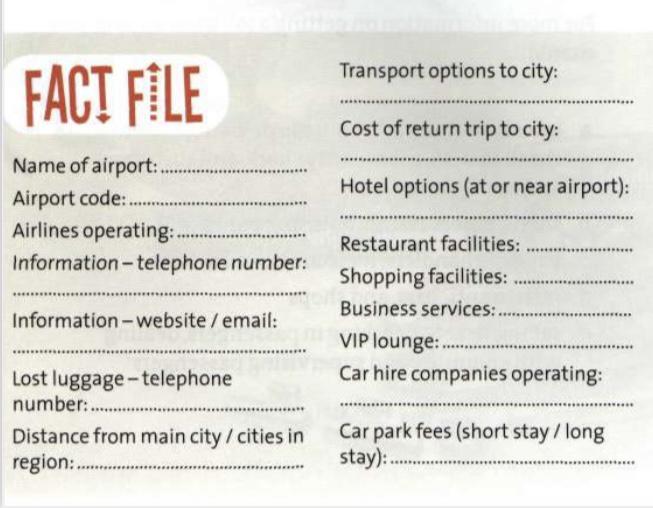 FACT FILE
Name of airport: ................................
Airport code: ................................
Airlines operating: ................................
Information – telephone number:
................................
Information – website / email:
................................
Lost luggage – telephone
number: ................................
Distance from main city / cities in
region: ................................
Transport options to city:
................................
Cost of return trip to city:
................................
Hotel options (at or near airport):
................................
Restaurant facilities: ................................
Shopping facilities: ................................
Business services: ................................
VIP lounge: ................................
Car hire companies operating:
................................
Car park fees (short stay / long
stay): ................................